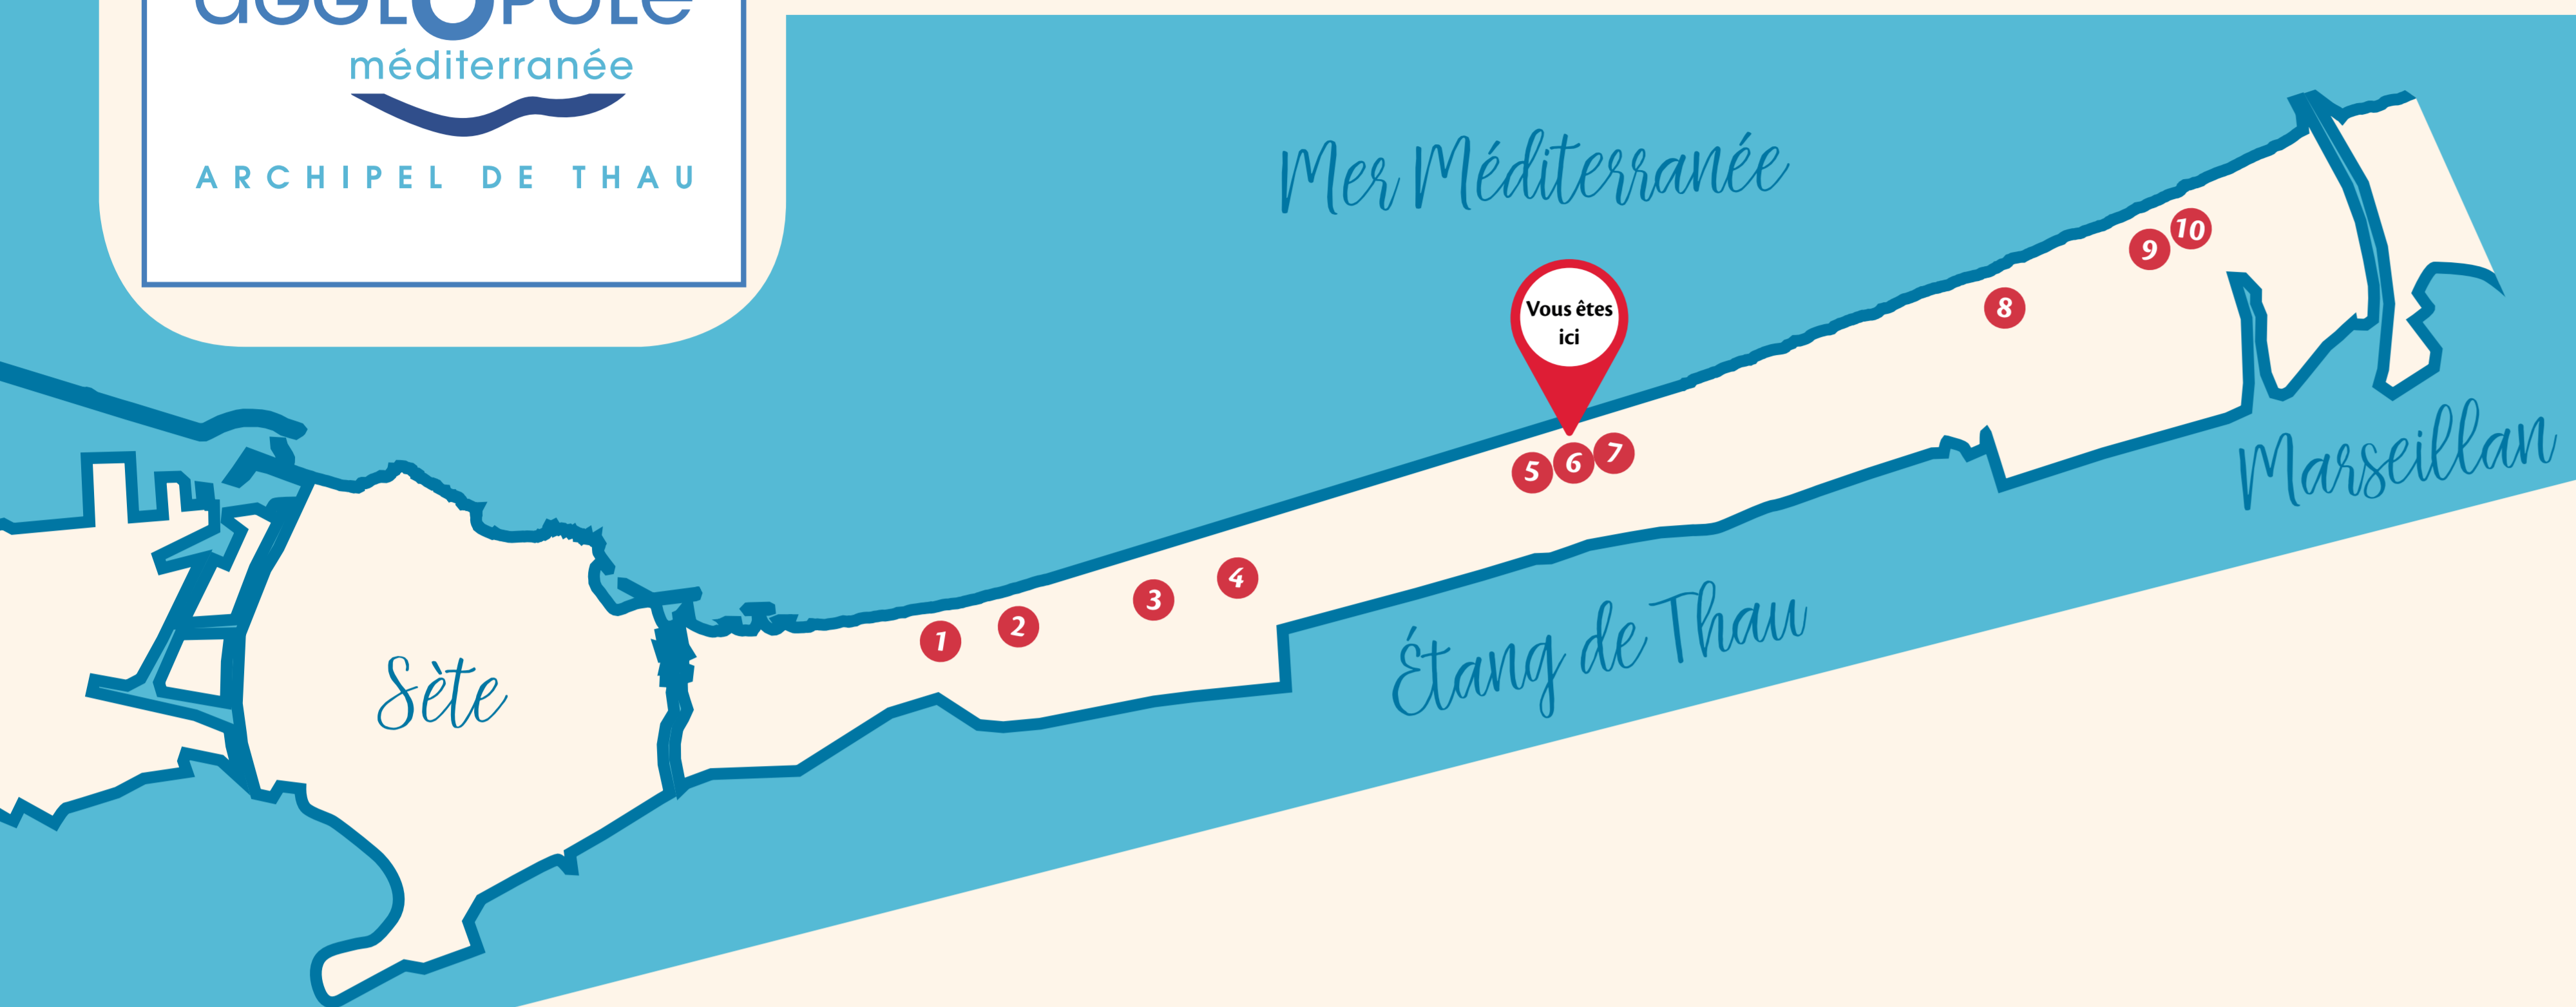 agglopole
méditerranée
ARCHIPEL DE THAU
Mer Méditerranée
Vous êtes
ici
10
9
8
7
6
5
4
3
2
1
Marseillan
Étang de Thau
Sète